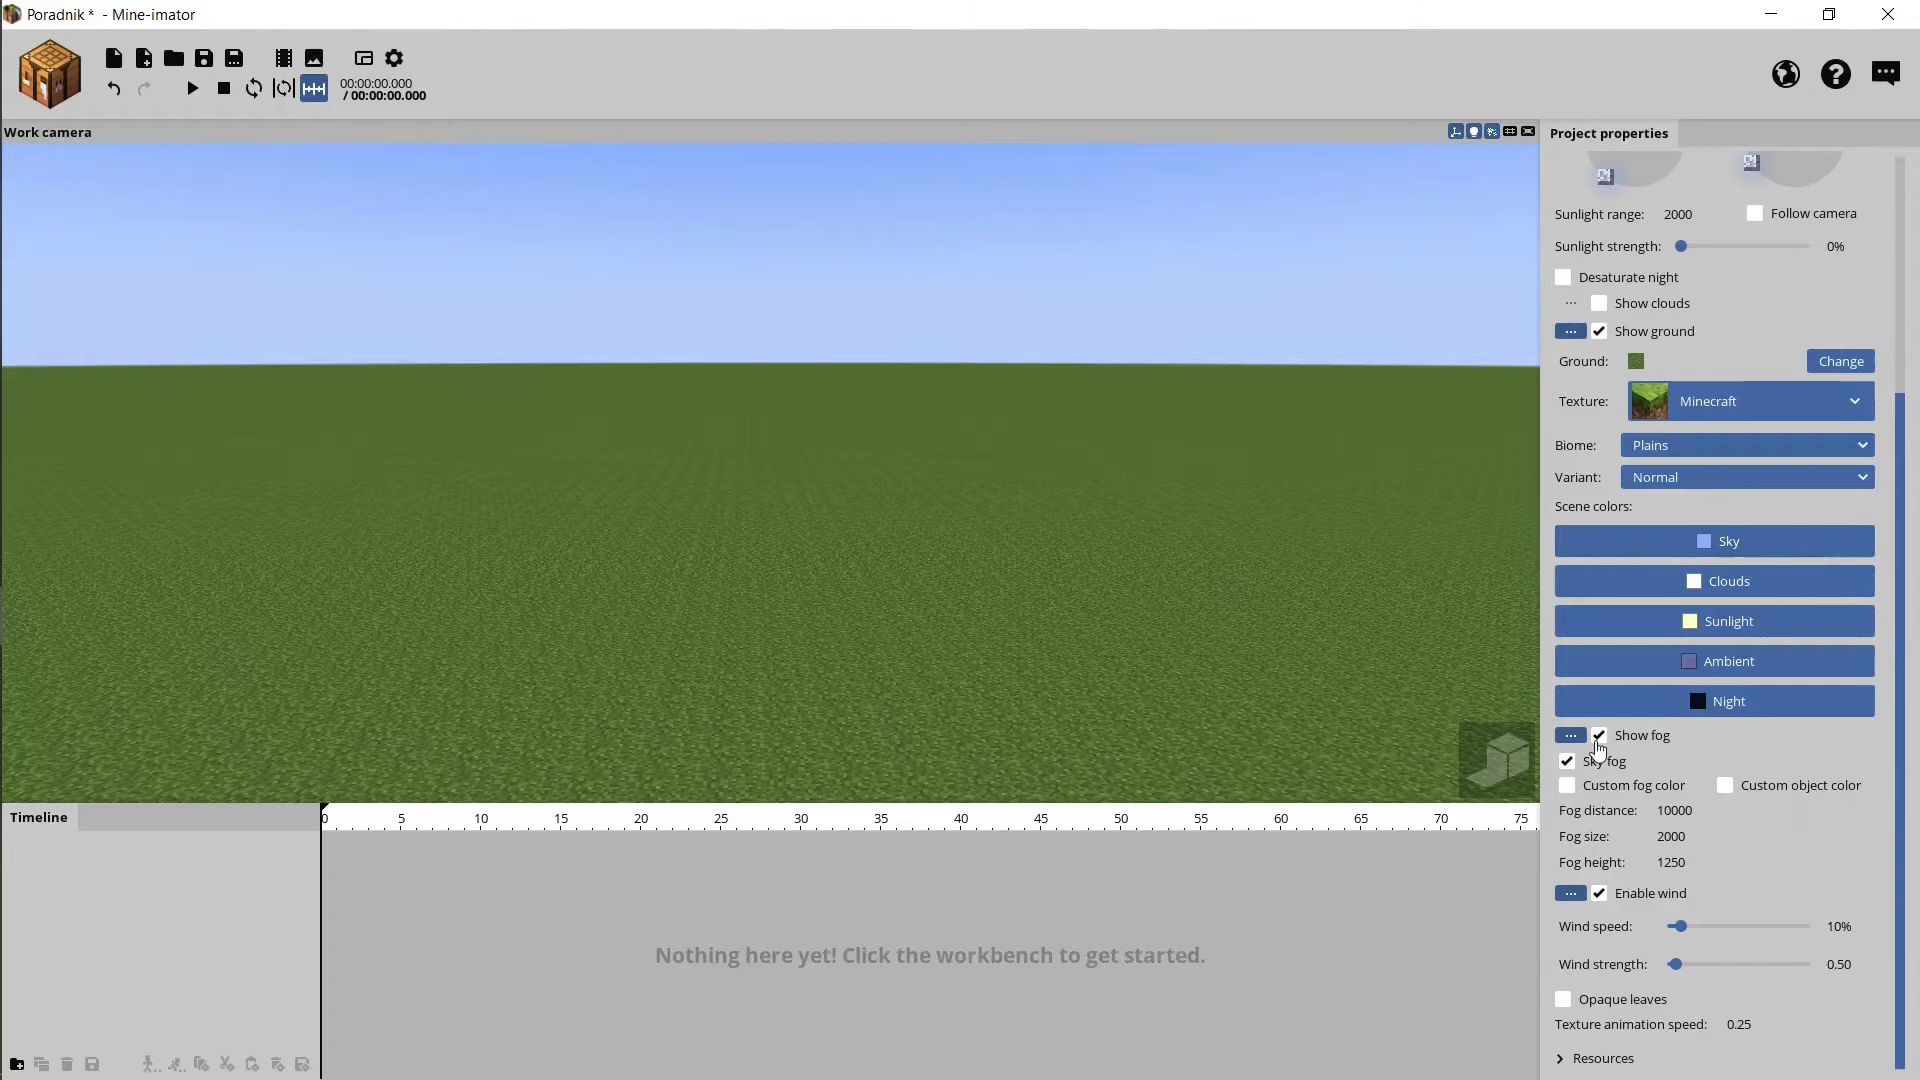 Poradnik * - Mine-imator
00:00:00.000
/ 00:00:00.000
Work camera
Project properties
Sunlight range: 2000
Follow camera
Sunlight strength: 0%
Desaturate night
Show clouds
Show ground
Ground: Change
Texture: Minecraft
Biome: Plains
Variant: Normal
Scene colors:
Sky
Clouds
Sunlight
Ambient
Night
Show fog
Sky fog
Custom fog color
Custom object color
Fog distance: 10000
Fog size: 2000
Fog height: 1250
Enable wind
Wind speed: 10%
Wind strength: 0.50
Opaque leaves
Texture animation speed: 0.25
Resources
Timeline
0 5 10 15 20 25 30 35 40 45 50 55 60 65 70 75
Nothing here yet! Click the workbench to get started.